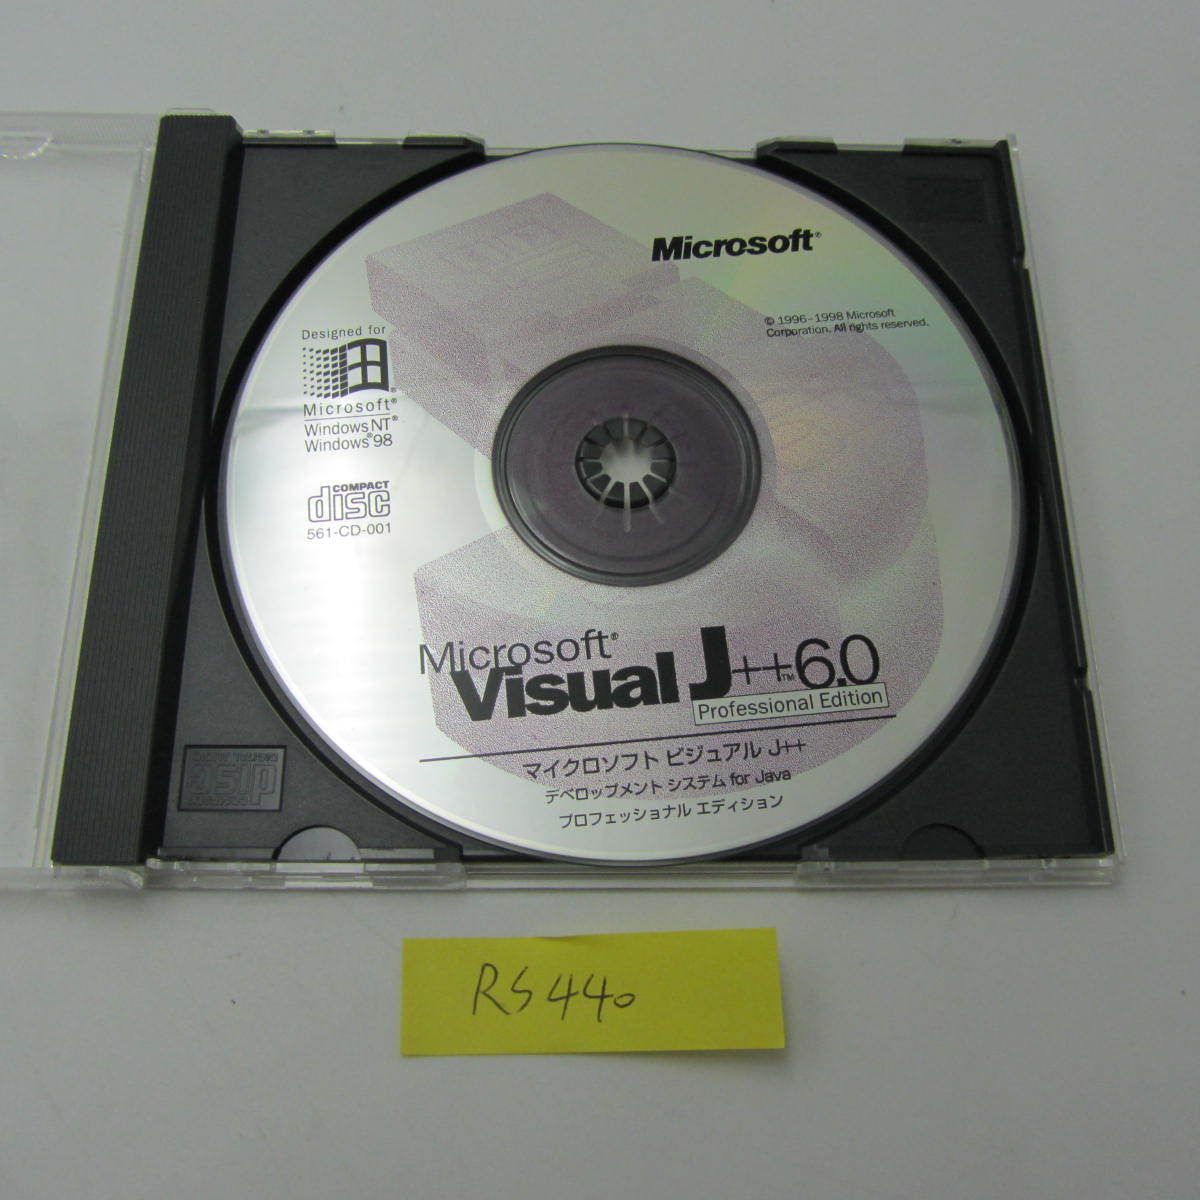 Microsoft®
© 1996-1998 Microsoft
Corporation. All rights reserved.
Designed for
Microsoft®
Windows NT®
Windows®98
COMPACT
disc
561-CD-001
Microsoft®
Visual J++™6.0
Professional Edition
マイクロソフト ビジュアル J++
デベロップメント システム for Java
プロフェッショナル エディション
RS440